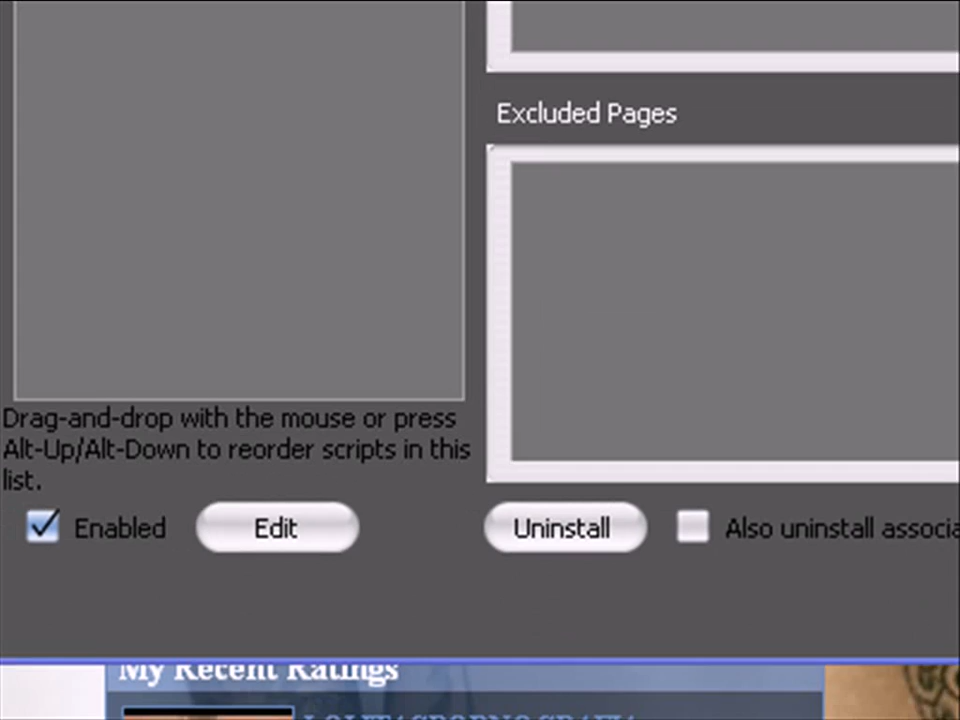 Excluded Pages
Drag-and-drop with the mouse or press
Alt-Up/Alt-Down to reorder scripts in this
list.
Enabled Edit Uninstall Also uninstall associa
My Recent Ratings